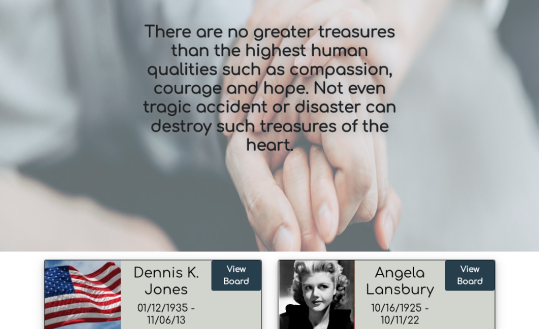 There are no greater treasures
than the highest human
qualities such as compassion,
courage and hope. Not even
tragic accident or disaster can
destroy such treasures of the
heart.
Dennis K.
Jones
View
Board
01/12/1935 -
11/06/13
Angela
Lansbury
View
Board
10/16/1925 -
10/11/22